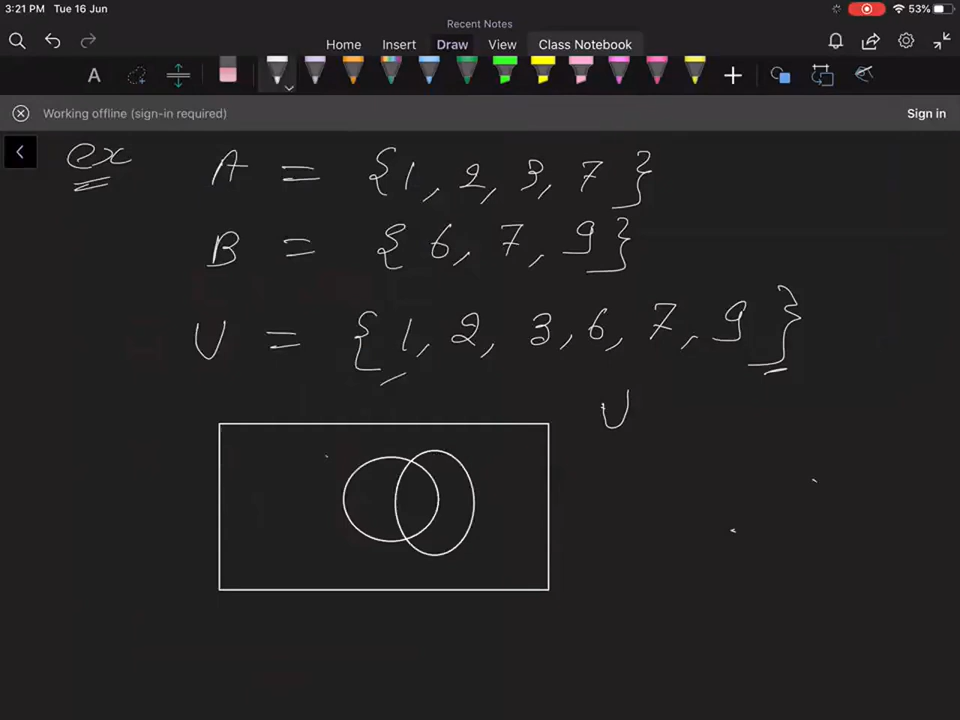 3:21 PM Tue 16 Jun 53%
Recent Notes
Home Insert Draw View Class Notebook
A
Working offline (sign-in required) Sign in
ex A = {1, 2, 3, 7}
B = {6, 7, 9}
U = {1, 2, 3, 6, 7, 9}
U